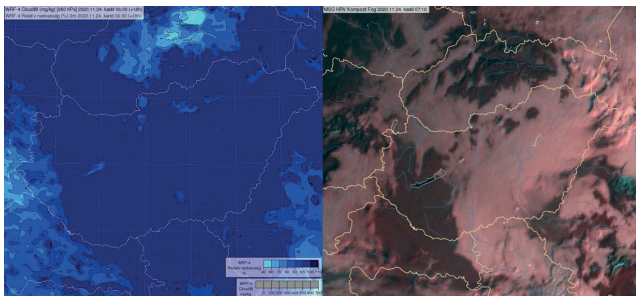 WRF-4 CloudW (mg/kg) [950 hPa] 2020.11.24. kedd 06:00 (+18h)
WRF-4 Relatív nedvesség (%) 2m 2020.11.24. kedd 06:00 (+18h)
MSG HRV Kompozit Fog 2020.11.24. kedd 07:10
WRF-4
Relatív nedvesség
%
WRF-4
CloudW
mg/kg